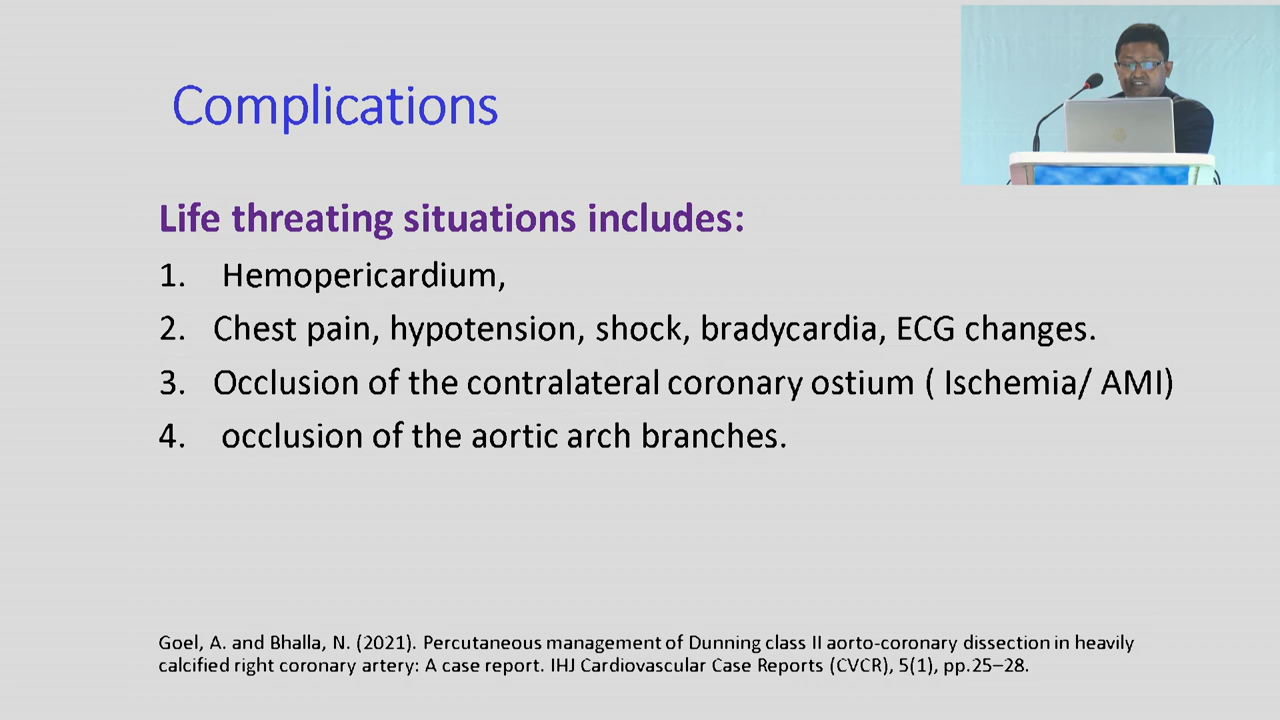 Complications
Life threating situations includes:
1. Hemopericardium,
2. Chest pain, hypotension, shock, bradycardia, ECG changes.
3. Occlusion of the contralateral coronary ostium ( Ischemia/ AMI)
4. occlusion of the aortic arch branches.
Goel, A. and Bhalla, N. (2021). Percutaneous management of Dunning class II aorto-coronary dissection in heavily
calcified right coronary artery: A case report. IHJ Cardiovascular Case Reports (CVCR), 5(1), pp.25–28.